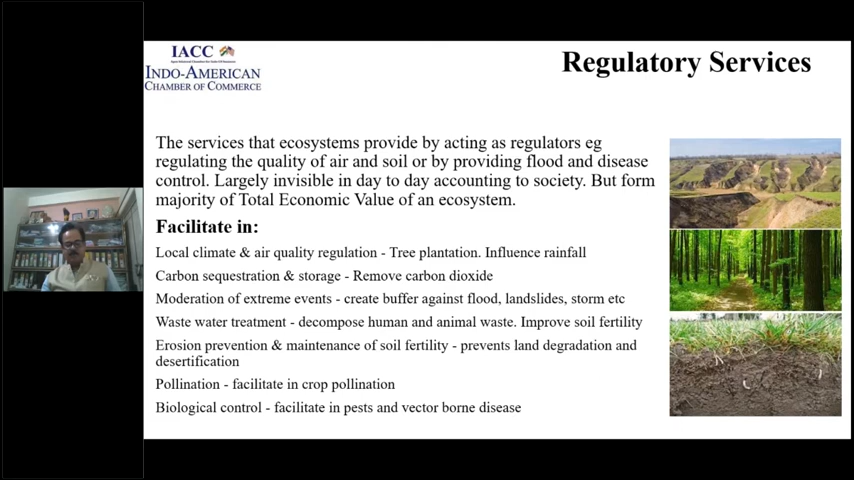 IACC
INDO-AMERICAN
CHAMBER OF COMMERCE
Regulatory Services
The services that ecosystems provide by acting as regulators eg
regulating the quality of air and soil or by providing flood and disease
control. Largely invisible in day to day accounting to society. But form
majority of Total Economic Value of an ecosystem.
Facilitate in:
Local climate & air quality regulation - Tree plantation. Influence rainfall
Carbon sequestration & storage - Remove carbon dioxide
Moderation of extreme events - create buffer against flood, landslides, storm etc
Waste water treatment - decompose human and animal waste. Improve soil fertility
Erosion prevention & maintenance of soil fertility - prevents land degradation and
desertification
Pollination - facilitate in crop pollination
Biological control - facilitate in pests and vector borne disease